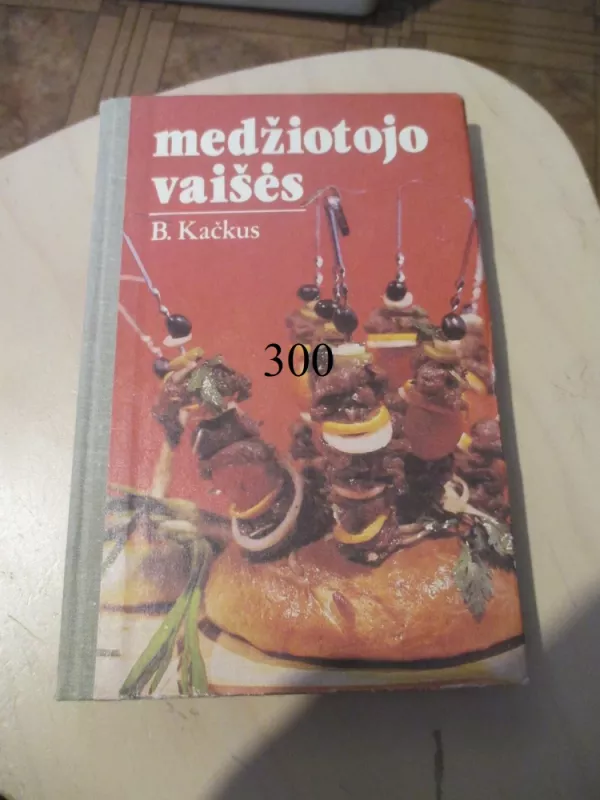 medžiotojo
vaišės
B. Kačkus
300